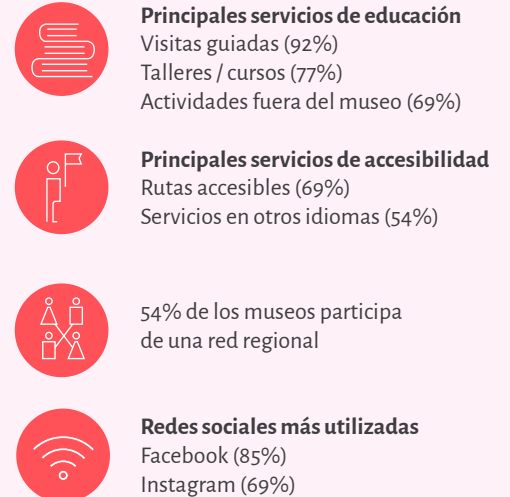 Principales servicios de educación
Visitas guiadas (92%)
Talleres / cursos (77%)
Actividades fuera del museo (69%)
Principales servicios de accesibilidad
Rutas accesibles (69%)
Servicios en otros idiomas (54%)
54% de los museos participa
de una red regional
Redes sociales más utilizadas
Facebook (85%)
Instagram (69%)